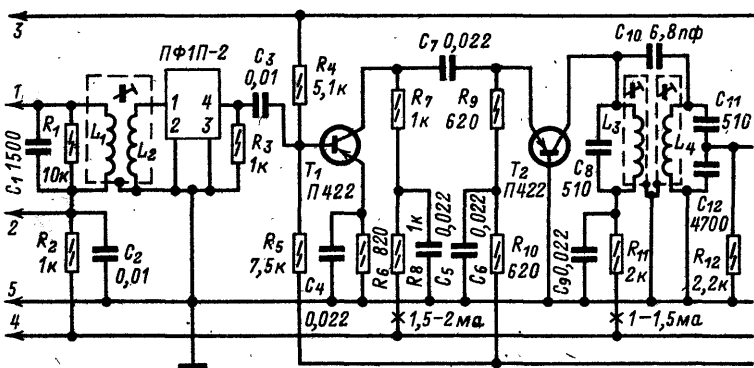 3
ПФ1П-2
C3
0,01
R4
5,1к
C7 0,022
C10 6,8пф
1
1 4
2 3
R1
10к
C1 1500
L1
L2
R3
1к
T1
П422
R7
1к
R9
620
T2
П422
L3
L4
C8
510
C11
510
C12
4700
2
R2
1к
C2
0,01
R5
7,5к
C4
0,022
R6 820
R8
1к
C5
0,022
C6
0,022
R10
620
C9 0,022
R11
2к
R12
2,2к
5
4
1,5-2ма
1-1,5ма